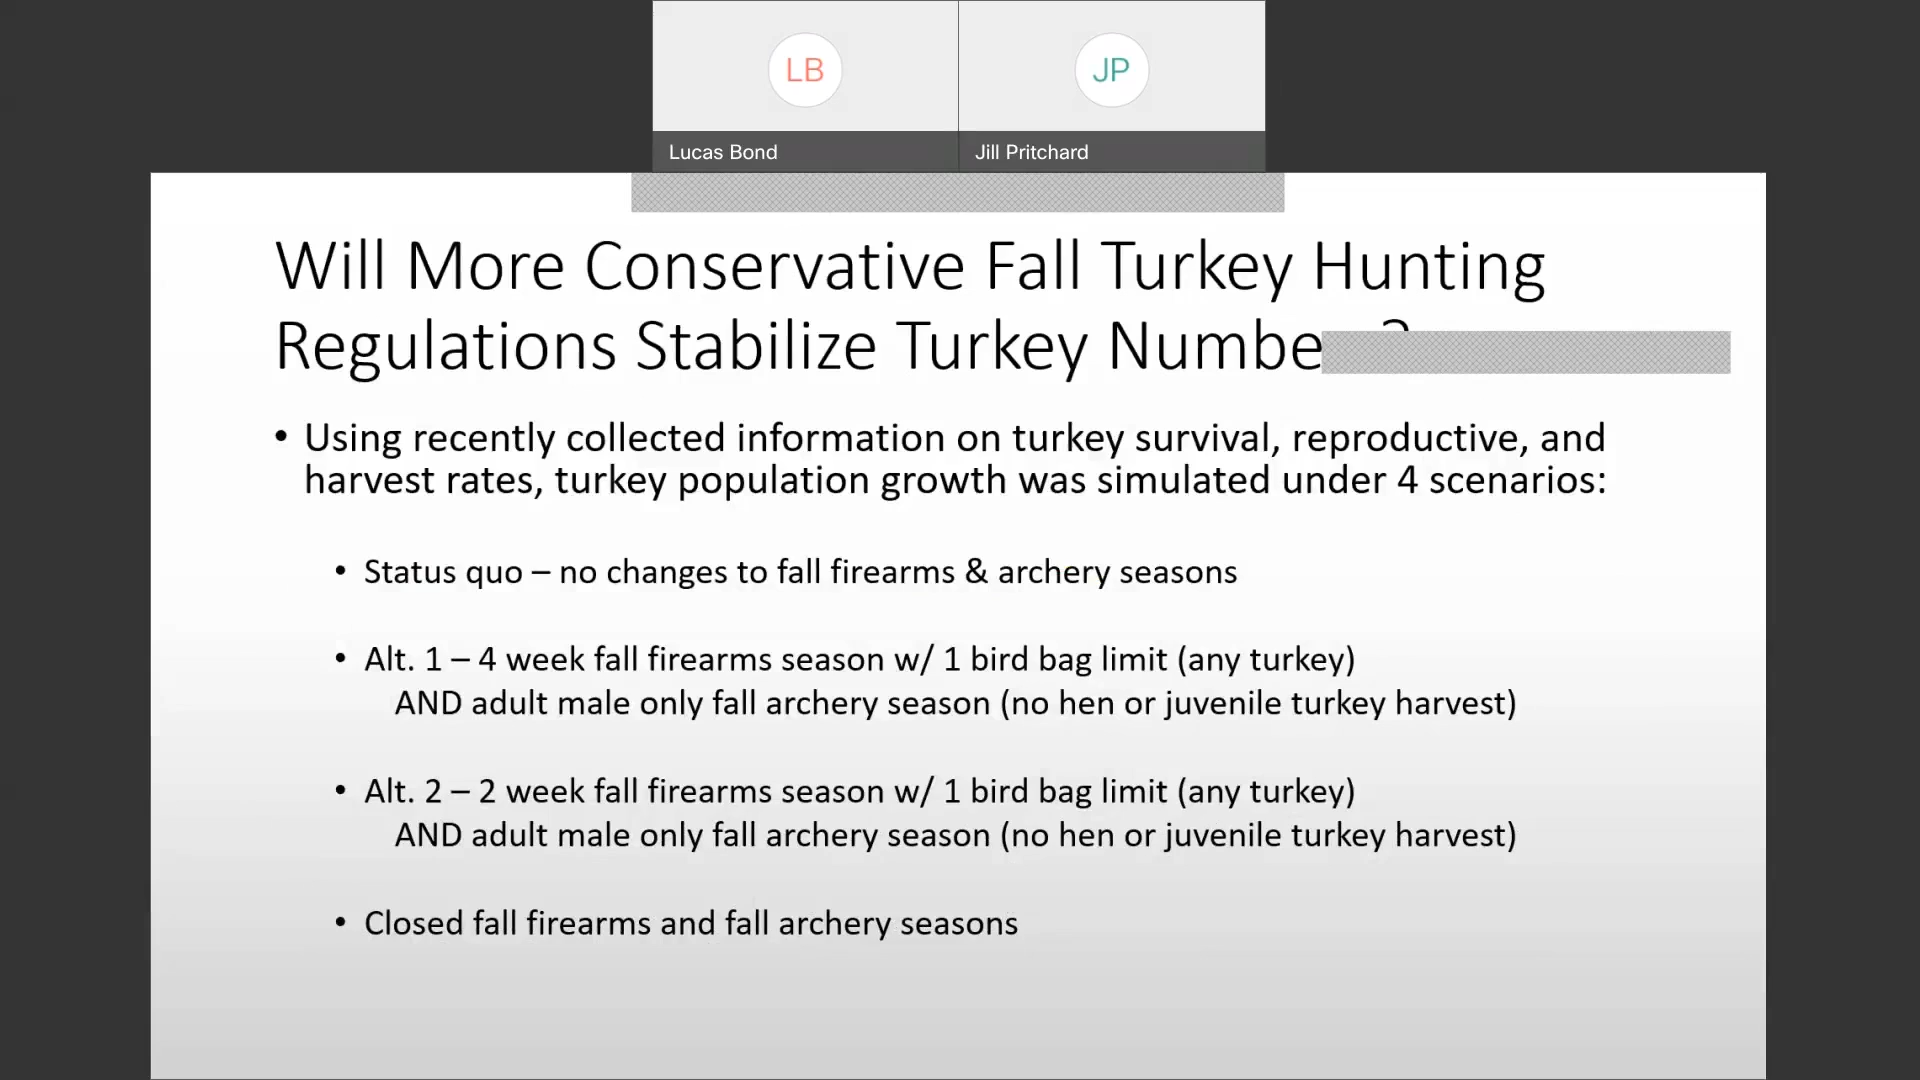 LB
JP
Lucas Bond
Jill Pritchard
Will More Conservative Fall Turkey Hunting
Regulations Stabilize Turkey
• Using recently collected information on turkey survival, reproductive, and
harvest rates, turkey population growth was simulated under 4 scenarios:
• Status quo – no changes to fall firearms & archery seasons
• Alt. 1 – 4 week fall firearms season w/ 1 bird bag limit (any turkey)
AND adult male only fall archery season (no hen or juvenile turkey harvest)
• Alt. 2 – 2 week fall firearms season w/ 1 bird bag limit (any turkey)
AND adult male only fall archery season (no hen or juvenile turkey harvest)
• Closed fall firearms and fall archery seasons